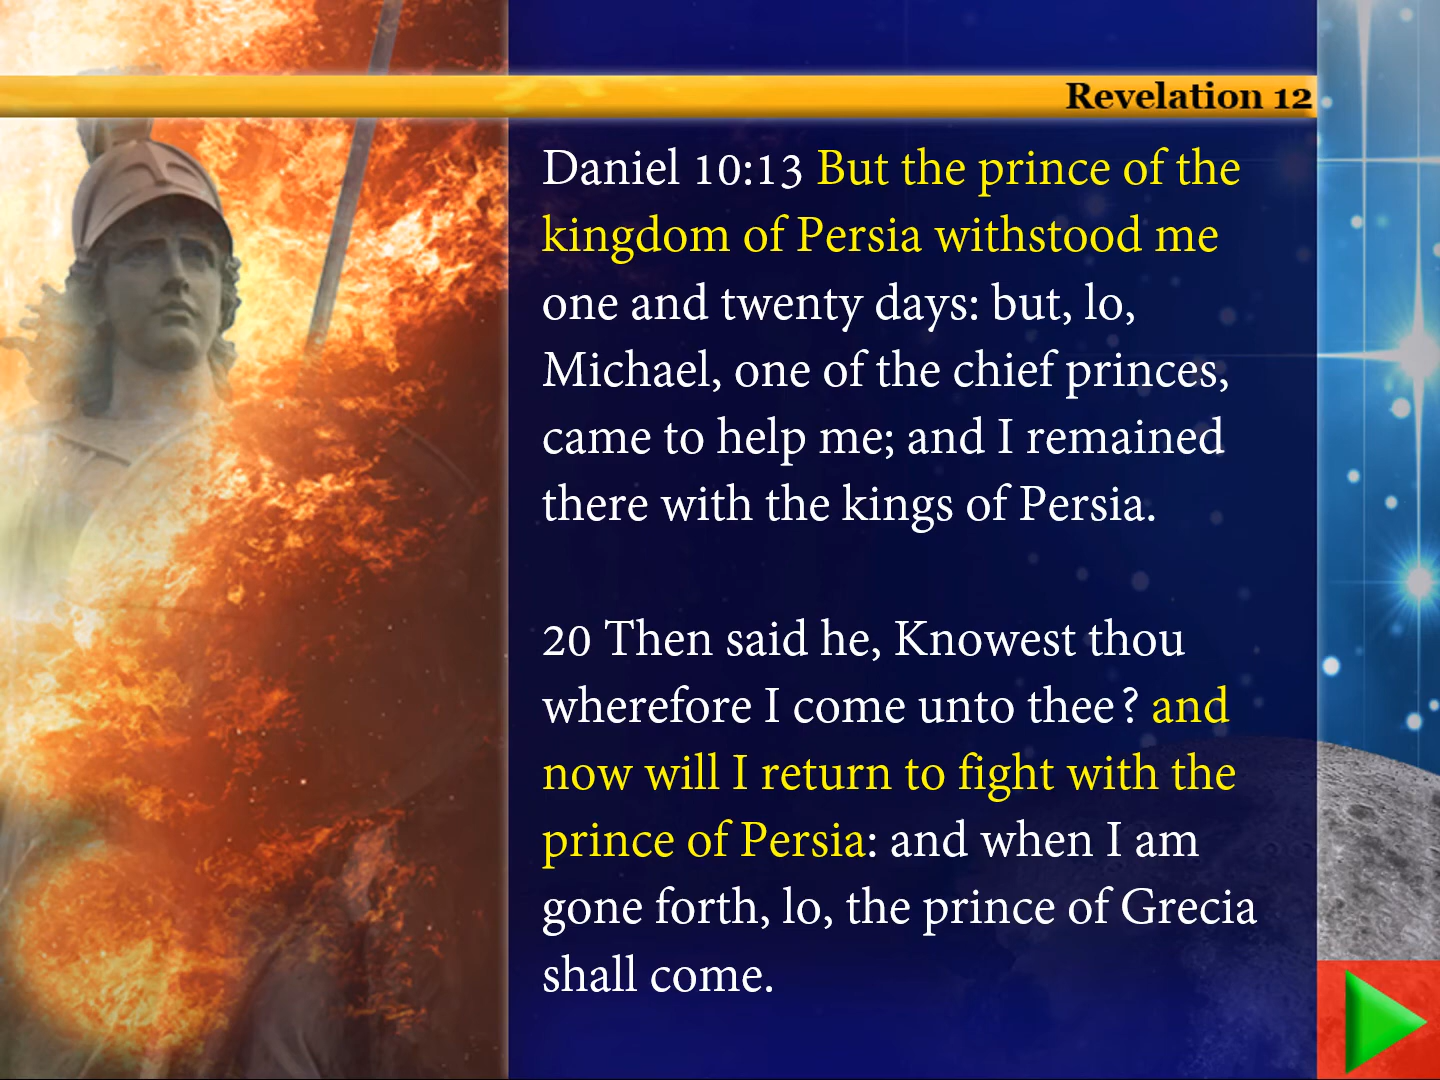 Revelation 12
Daniel 10:13 But the prince of the
kingdom of Persia withstood me
one and twenty days: but, lo,
Michael, one of the chief princes,
came to help me; and I remained
there with the kings of Persia.
20 Then said he, Knowest thou
wherefore I come unto thee? and
now will I return to fight with the
prince of Persia: and when I am
gone forth, lo, the prince of Grecia
shall come.